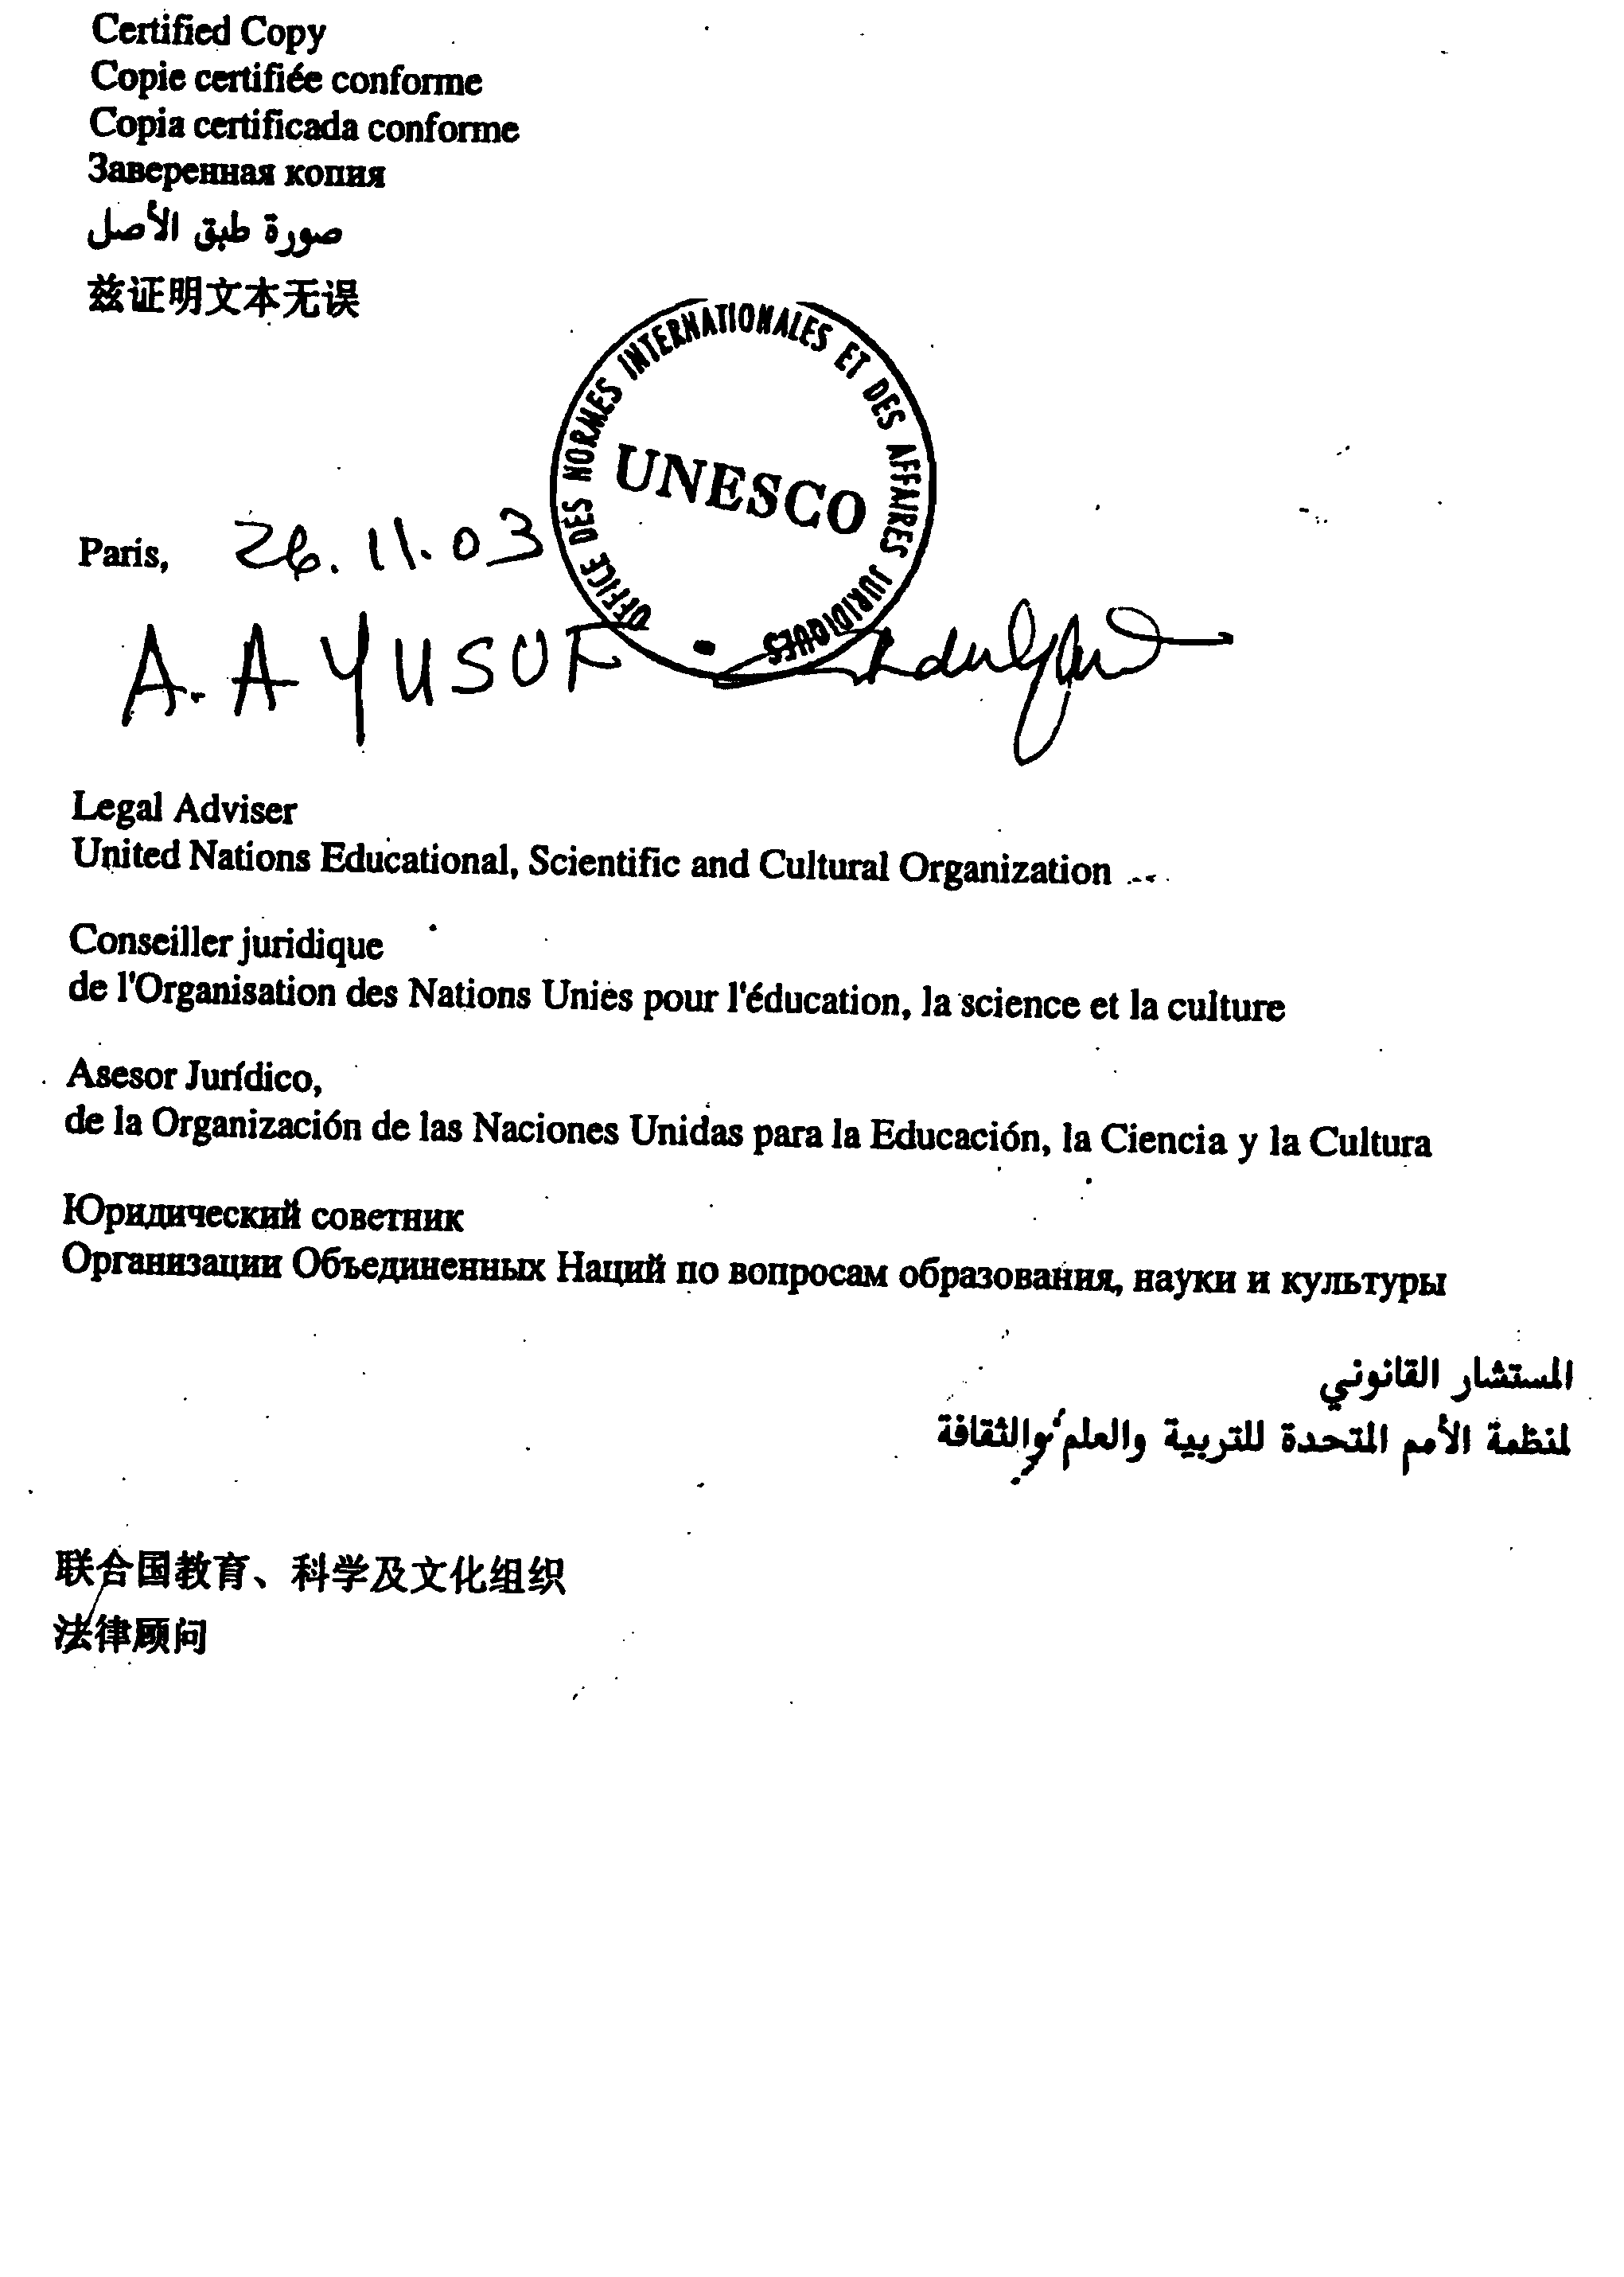 Certified Copy
Copie certifiée conforme
Copia certificada conforme
Заверенная копия
صورة طبق الأصل
兹证明文本无误
OFFICE DES NORMES INTERNATIONALES ET DES AFFAIRES JURIDIQUES
UNESCO
Paris, 26.11.03
A. A YUSUF
Legal Adviser
United Nations Educational, Scientific and Cultural Organization
Conseiller juridique
de l'Organisation des Nations Unies pour l'éducation, la science et la culture
Asesor Jurídico,
de la Organización de las Naciones Unidas para la Educación, la Ciencia y la Cultura
Юридический советник
Организации Объединенных Наций по вопросам образования, науки и культуры
المستشار القانوني
لمنظمة الأمم المتحدة للتربية والعلم والثقافة
联合国教育、科学及文化组织
法律顾问